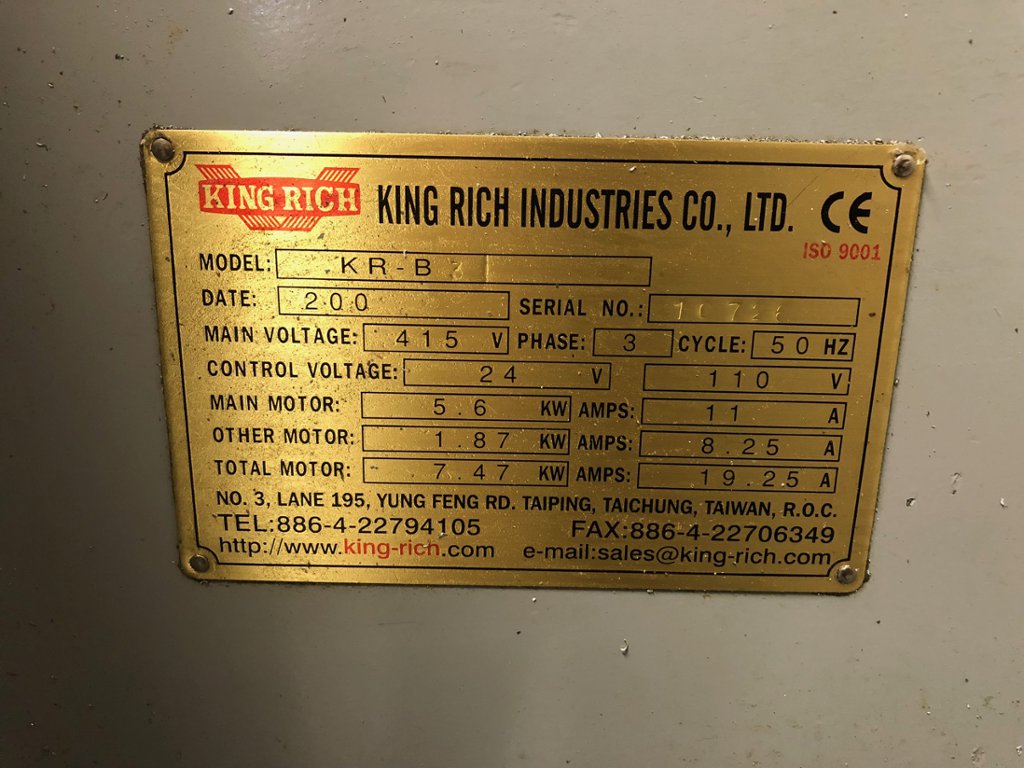 KING RICH KING RICH INDUSTRIES CO., LTD. CE
ISO 9001
MODEL: KR-B
DATE: 200 SERIAL NO.:
MAIN VOLTAGE: 415 V PHASE: 3 CYCLE: 50 HZ
CONTROL VOLTAGE: 24 V 110 V
MAIN MOTOR: 5.6 KW AMPS: 11 A
OTHER MOTOR: 1.87 KW AMPS: 8.25 A
TOTAL MOTOR: 7.47 KW AMPS: 19.25 A
NO. 3, LANE 195, YUNG FENG RD. TAIPING, TAICHUNG, TAIWAN, R.O.C.
TEL:886-4-22794105 FAX:886-4-22706349
http://www.king-rich.com e-mail:sales@king-rich.com